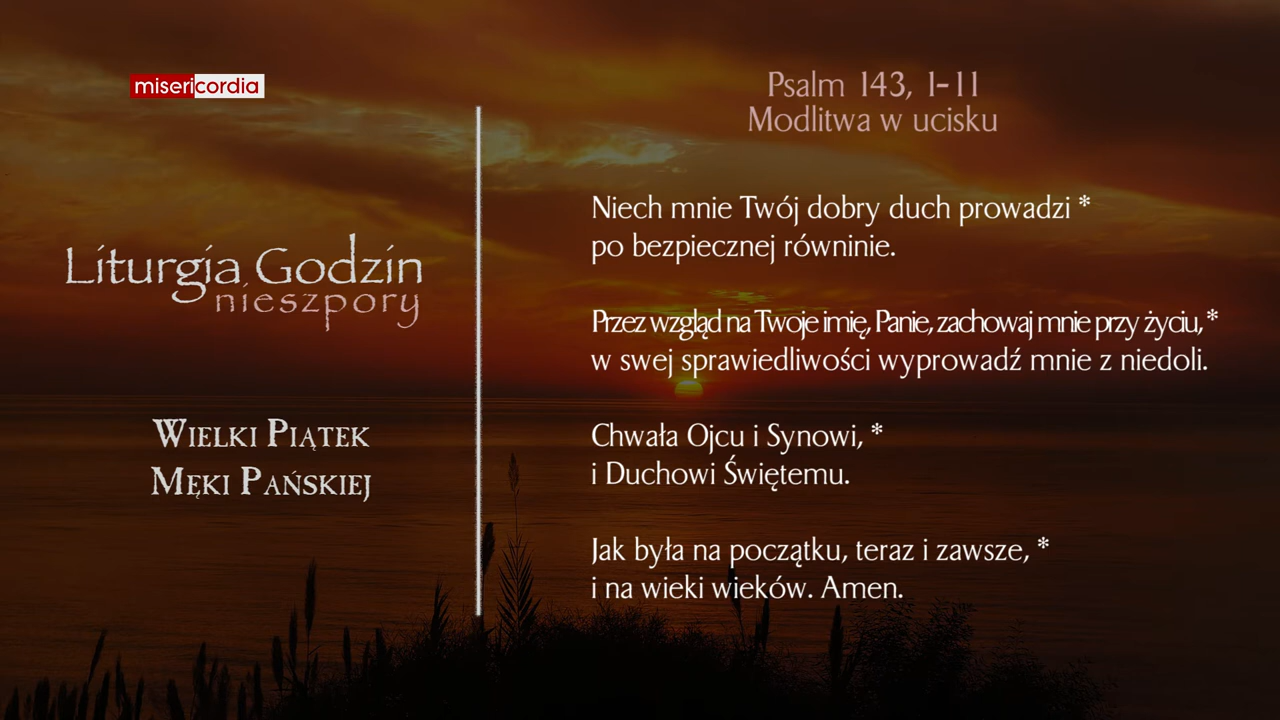 misericordia
Liturgia Godzin
nieszpory
Wielki Piątek
Męki Pańskiej
Psalm 143, 1-11
Modlitwa w ucisku
Niech mnie Twój dobry duch prowadzi *
po bezpiecznej równinie.
Przez wzgląd na Twoje imię, Panie, zachowaj mnie przy życiu, *
w swej sprawiedliwości wyprowadź mnie z niedoli.
Chwała Ojcu i Synowi, *
i Duchowi Świętemu.
Jak była na początku, teraz i zawsze, *
i na wieki wieków. Amen.